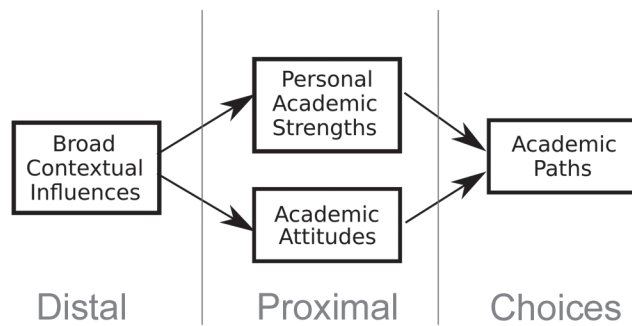 Broad
Contextual
Influences
Personal
Academic
Strengths
Academic
Attitudes
Academic
Paths
Distal
Proximal
Choices